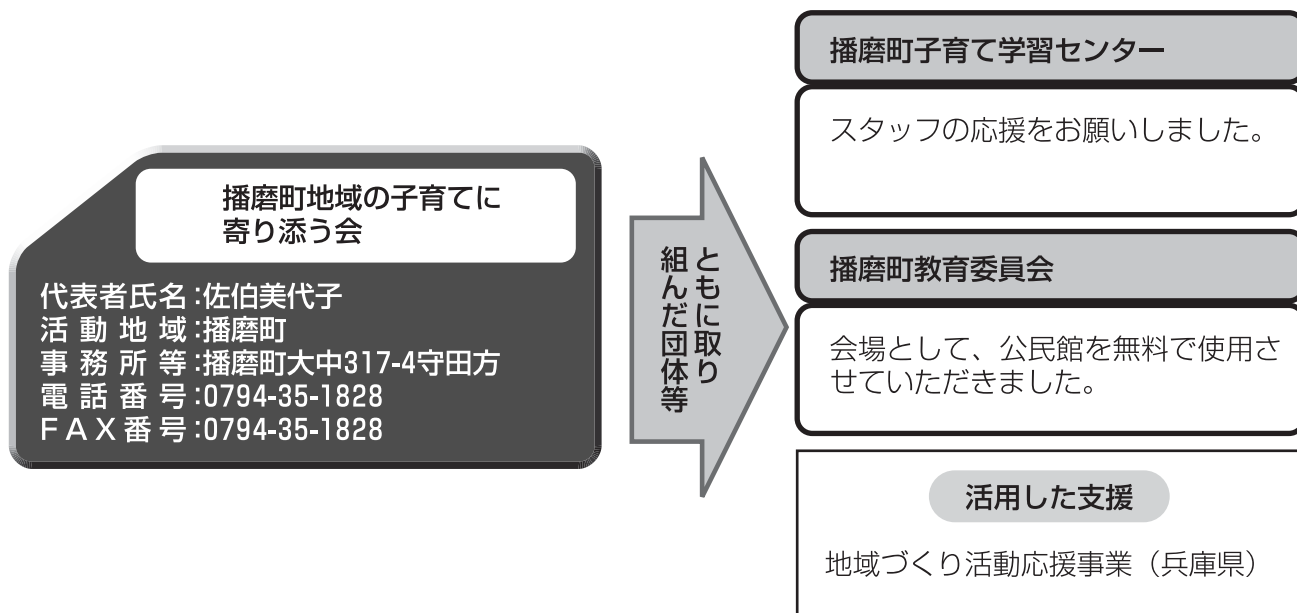 播磨町地域の子育てに
寄り添う会
代表者氏名:佐伯美代子
活動地域:播磨町
事務所等:播磨町大中317-4守田方
電話番号:0794-35-1828
FAX番号:0794-35-1828
ともに取り
組んだ団体等
播磨町子育て学習センター
スタッフの応援をお願いしました。
播磨町教育委員会
会場として、公民館を無料で使用さ
せていただきました。
活用した支援
地域づくり活動応援事業（兵庫県）